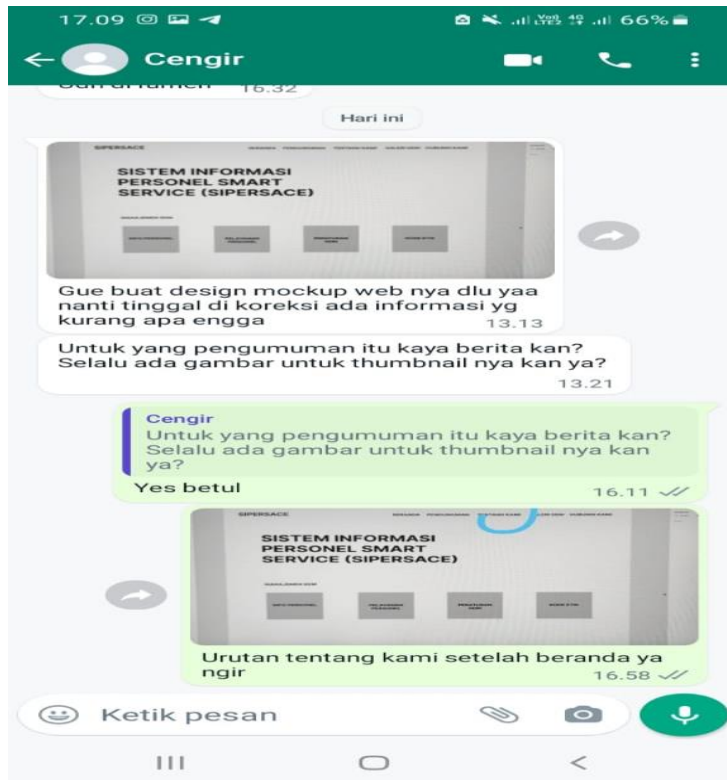 17.09
66%
Cengir
16.32
Hari ini
SIPERSACE
SISTEM INFORMASI
PERSONEL SMART
SERVICE (SIPERSACE)
Gue buat design mockup web nya dlu yaa
nanti tinggal di koreksi ada informasi yg
kurang apa engga
13.13
Untuk yang pengumuman itu kaya berita kan?
Selalu ada gambar untuk thumbnail nya kan ya?
13.21
Cengir
Untuk yang pengumuman itu kaya berita kan?
Selalu ada gambar untuk thumbnail nya kan
ya?
Yes betul
16.11
SIPERSACE
SISTEM INFORMASI
PERSONEL SMART
SERVICE (SIPERSACE)
Urutan tentang kami setelah beranda ya
ngir
16.58
Ketik pesan